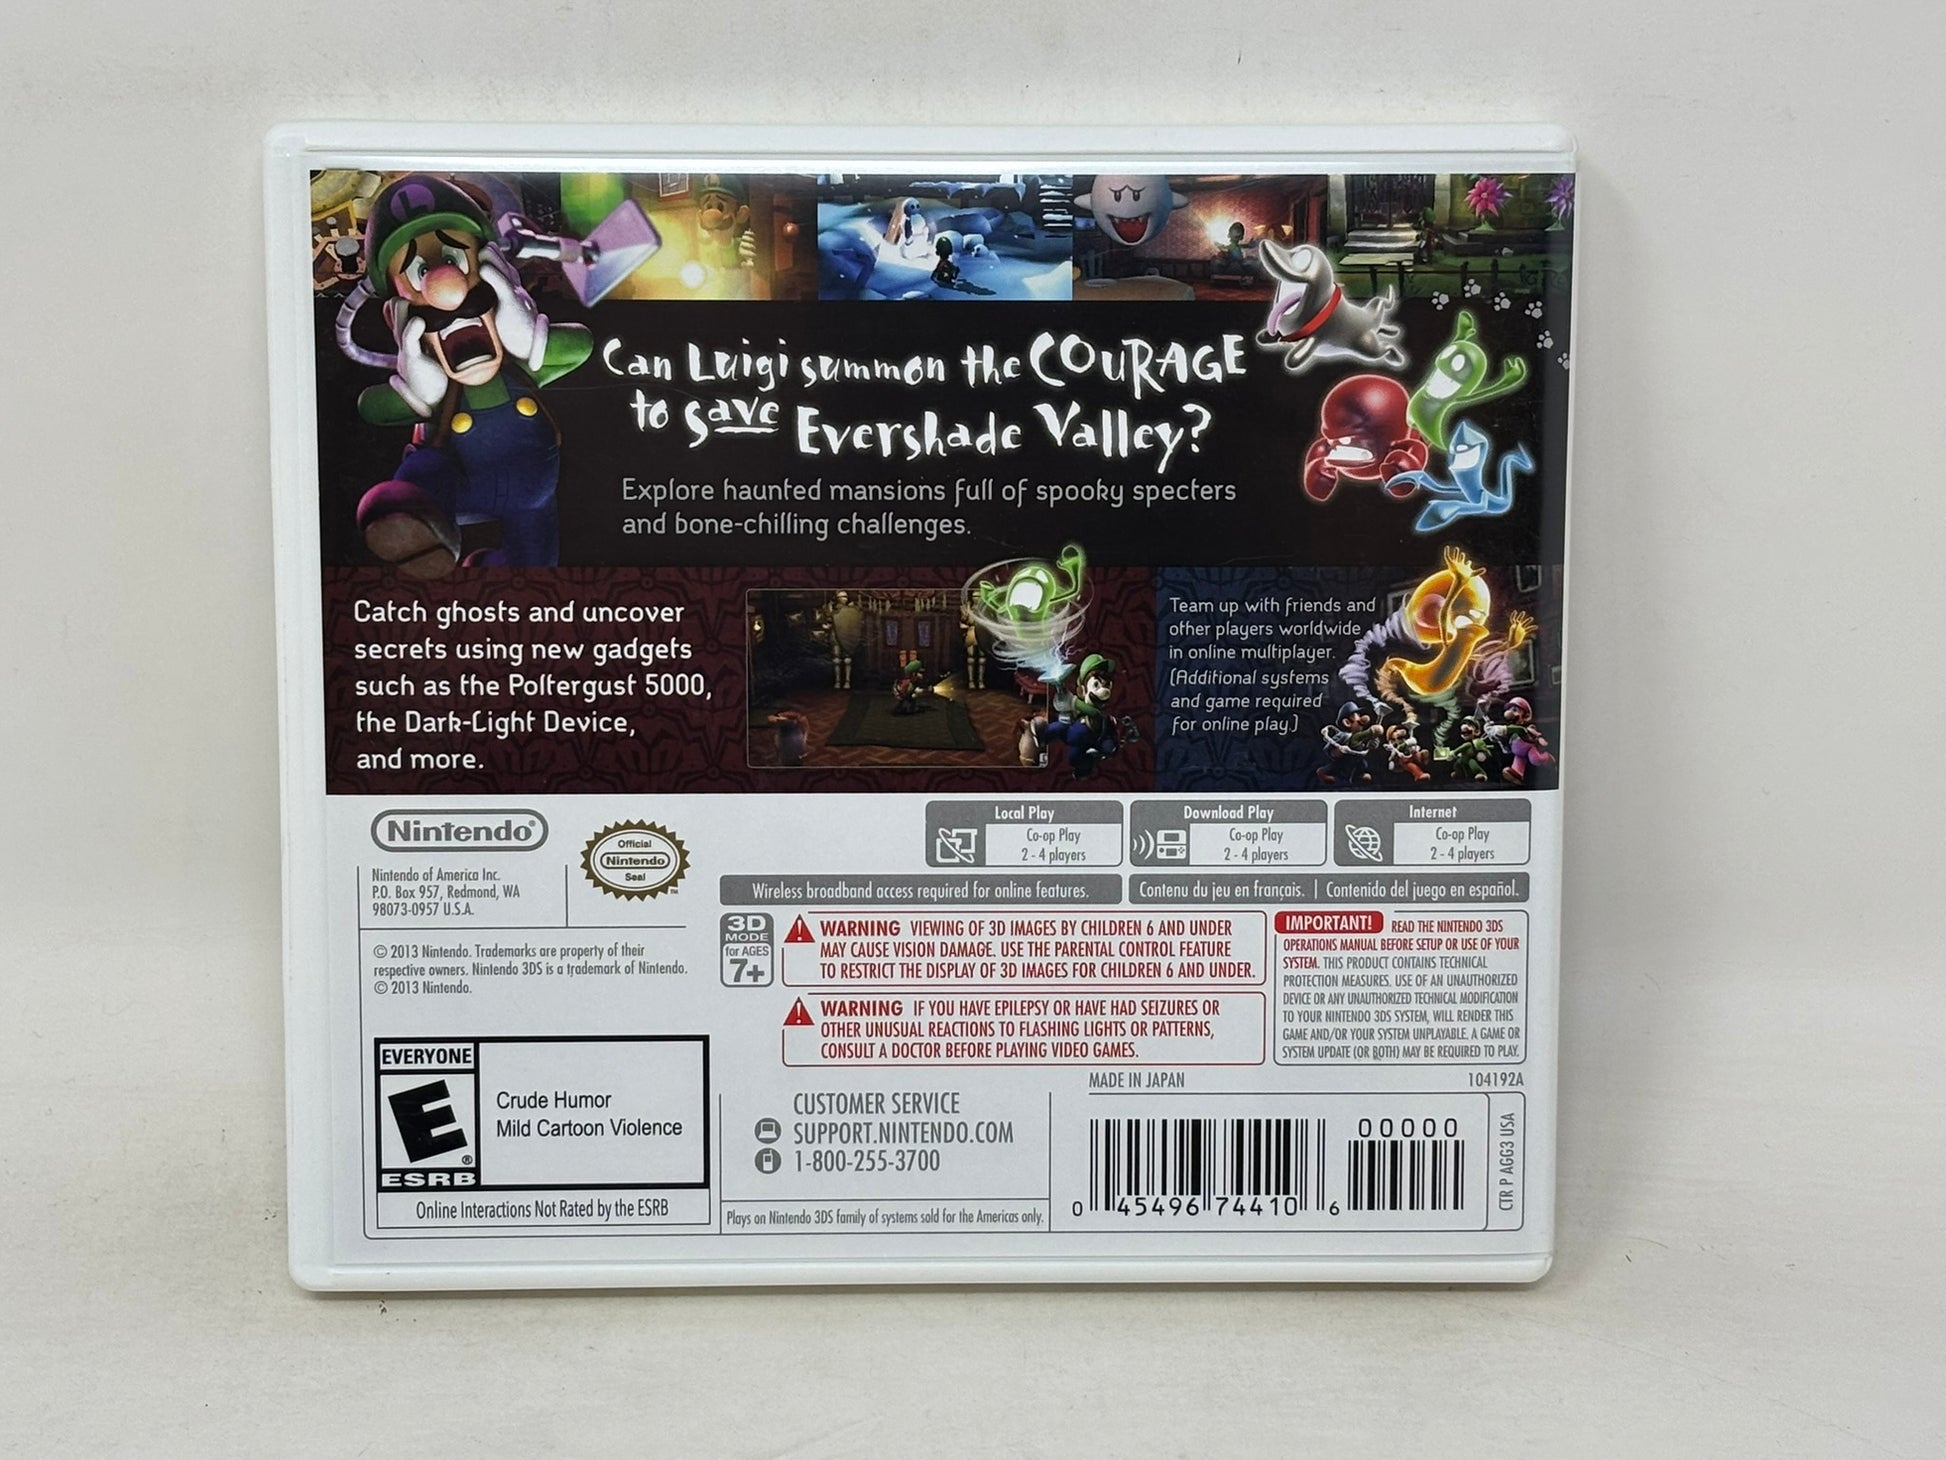 Can Luigi summon the COURAGE
to save Evershade Valley?
Explore haunted mansions full of spooky specters
and bone-chilling challenges.
Catch ghosts and uncover
secrets using new gadgets
such as the Poltergust 5000,
the Dark-Light Device,
and more.
Team up with friends and
other players worldwide
in online multiplayer.
(Additional systems
and game required
for online play.)
Nintendo®
Official
Nintendo
Seal
TM
Nintendo of America Inc.
P.O. Box 957, Redmond, WA
98073-0957 U.S.A.
© 2013 Nintendo. Trademarks are property of their
respective owners. Nintendo 3DS is a trademark of Nintendo.
© 2013 Nintendo.
Local Play
Co-op Play
2 - 4 players
Download Play
Co-op Play
2 - 4 players
Internet
Co-op Play
2 - 4 players
Wireless broadband access required for online features.
Contenu du jeu en français. | Contenido del juego en español.
3D
MODE
for AGES
7+
WARNING VIEWING OF 3D IMAGES BY CHILDREN 6 AND UNDER
MAY CAUSE VISION DAMAGE. USE THE PARENTAL CONTROL FEATURE
TO RESTRICT THE DISPLAY OF 3D IMAGES FOR CHILDREN 6 AND UNDER.
WARNING IF YOU HAVE EPILEPSY OR HAVE HAD SEIZURES OR
OTHER UNUSUAL REACTIONS TO FLASHING LIGHTS OR PATTERNS,
CONSULT A DOCTOR BEFORE PLAYING VIDEO GAMES.
IMPORTANT! READ THE NINTENDO 3DS
OPERATIONS MANUAL BEFORE SETUP OR USE OF YOUR
SYSTEM. THIS PRODUCT CONTAINS TECHNICAL
PROTECTION MEASURES. USE OF AN UNAUTHORIZED
DEVICE OR ANY UNAUTHORIZED TECHNICAL MODIFICATION
TO YOUR NINTENDO 3DS SYSTEM, WILL RENDER THIS
GAME AND/OR YOUR SYSTEM UNPLAYABLE. A GAME OR
SYSTEM UPDATE (OR BOTH) MAY BE REQUIRED TO PLAY.
EVERYONE
E
®
ESRB
Crude Humor
Mild Cartoon Violence
Online Interactions Not Rated by the ESRB
CUSTOMER SERVICE
SUPPORT.NINTENDO.COM
1-800-255-3700
Plays on Nintendo 3DS family of systems sold for the Americas only.
MADE IN JAPAN
104192A
00000
0 45496 74410 6
CTR P AGG3 USA
L